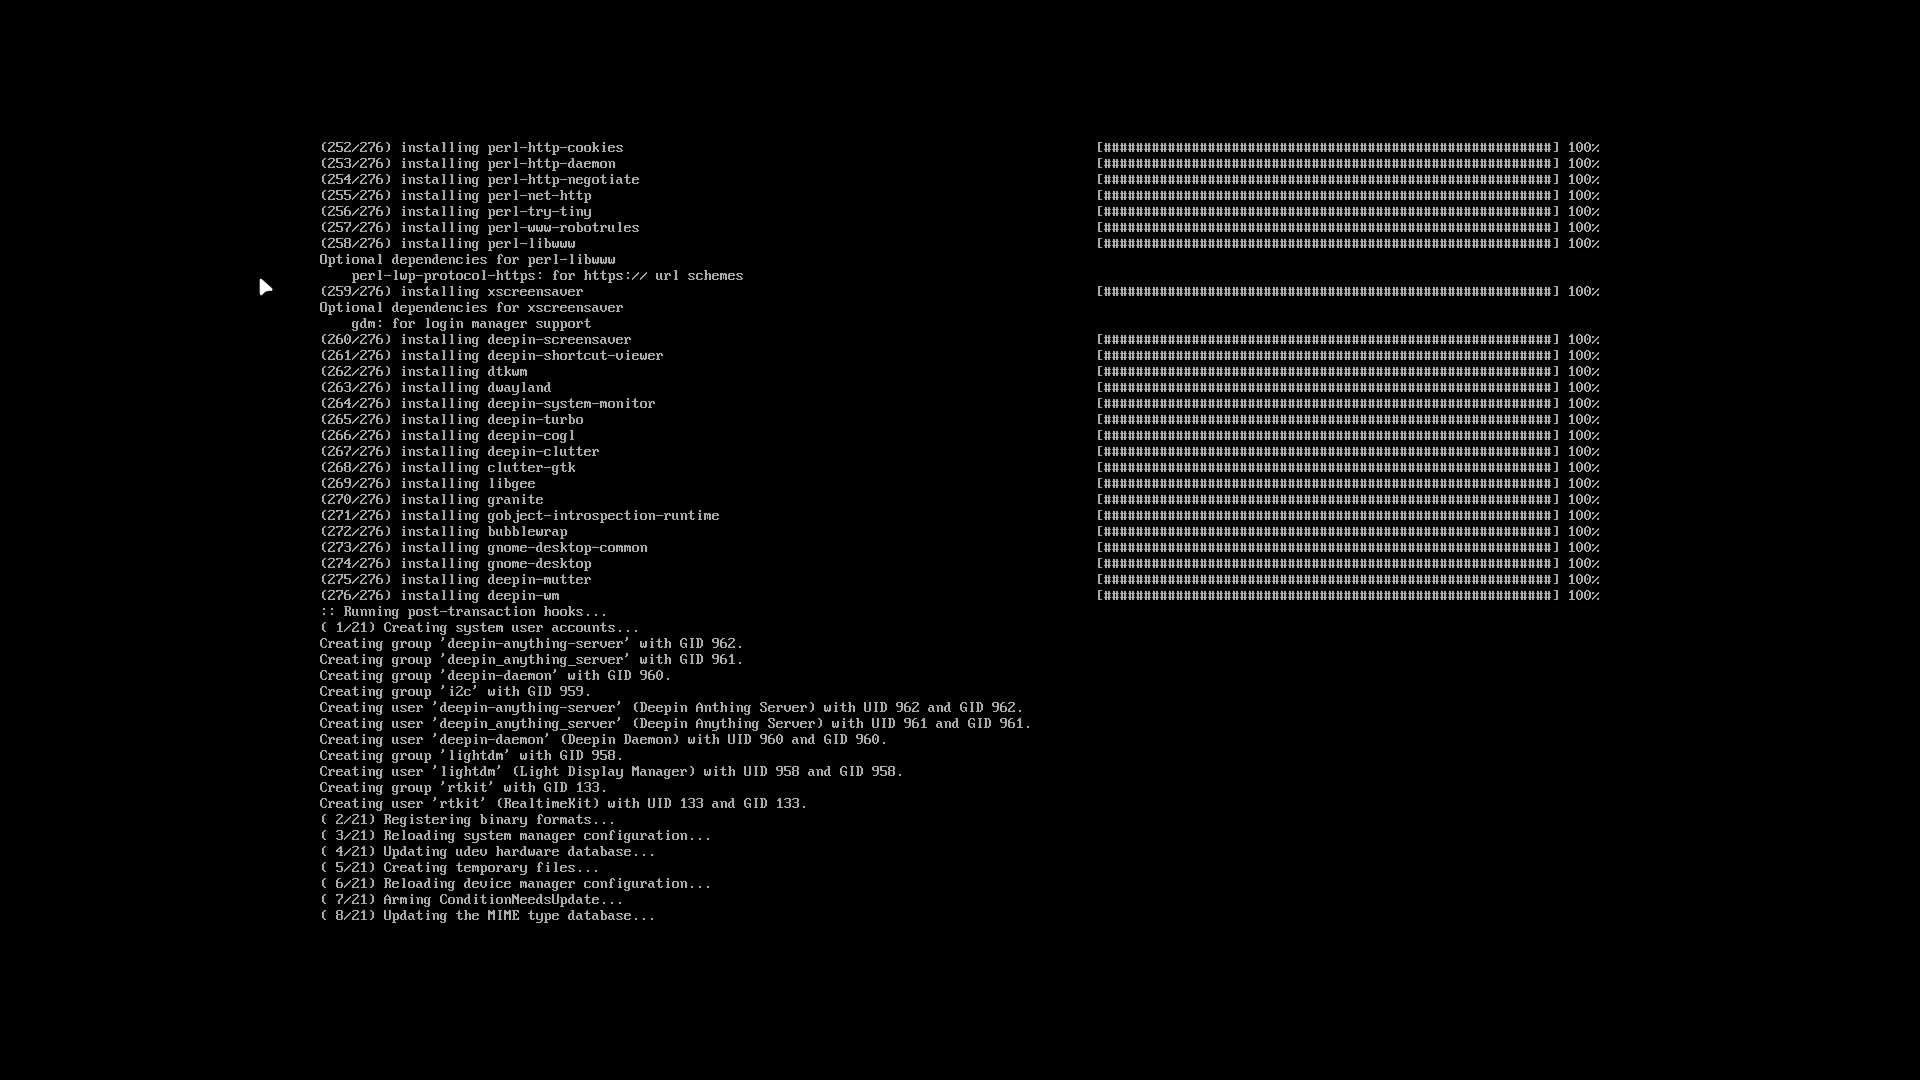 (252/276) installing perl-http-cookies [########################################################] 100%
(253/276) installing perl-http-daemon [########################################################] 100%
(254/276) installing perl-http-negotiate [########################################################] 100%
(255/276) installing perl-net-http [########################################################] 100%
(256/276) installing perl-try-tiny [########################################################] 100%
(257/276) installing perl-www-robotrules [########################################################] 100%
(258/276) installing perl-libwww [########################################################] 100%
Optional dependencies for perl-libwww
    perl-lwp-protocol-https: for https:// url schemes
(259/276) installing xscreensaver [########################################################] 100%
Optional dependencies for xscreensaver
    gdm: for login manager support
(260/276) installing deepin-screensaver [########################################################] 100%
(261/276) installing deepin-shortcut-viewer [########################################################] 100%
(262/276) installing dtkwm [########################################################] 100%
(263/276) installing dwayland [########################################################] 100%
(264/276) installing deepin-system-monitor [########################################################] 100%
(265/276) installing deepin-turbo [########################################################] 100%
(266/276) installing deepin-cogl [########################################################] 100%
(267/276) installing deepin-clutter [########################################################] 100%
(268/276) installing clutter-gtk [########################################################] 100%
(269/276) installing libgee [########################################################] 100%
(270/276) installing granite [########################################################] 100%
(271/276) installing gobject-introspection-runtime [########################################################] 100%
(272/276) installing bubblewrap [########################################################] 100%
(273/276) installing gnome-desktop-common [########################################################] 100%
(274/276) installing gnome-desktop [########################################################] 100%
(275/276) installing deepin-mutter [########################################################] 100%
(276/276) installing deepin-wm [########################################################] 100%
:: Running post-transaction hooks...
( 1/21) Creating system user accounts...
Creating group 'deepin-anything-server' with GID 962.
Creating group 'deepin_anything_server' with GID 961.
Creating group 'deepin-daemon' with GID 960.
Creating group 'i2c' with GID 959.
Creating user 'deepin-anything-server' (Deepin Anthing Server) with UID 962 and GID 962.
Creating user 'deepin_anything_server' (Deepin Anything Server) with UID 961 and GID 961.
Creating user 'deepin-daemon' (Deepin Daemon) with UID 960 and GID 960.
Creating group 'lightdm' with GID 958.
Creating user 'lightdm' (Light Display Manager) with UID 958 and GID 958.
Creating group 'rtkit' with GID 133.
Creating user 'rtkit' (RealtimeKit) with UID 133 and GID 133.
( 2/21) Registering binary formats...
( 3/21) Reloading system manager configuration...
( 4/21) Updating udev hardware database...
( 5/21) Creating temporary files...
( 6/21) Reloading device manager configuration...
( 7/21) Arming ConditionNeedsUpdate...
( 8/21) Updating the MIME type database...